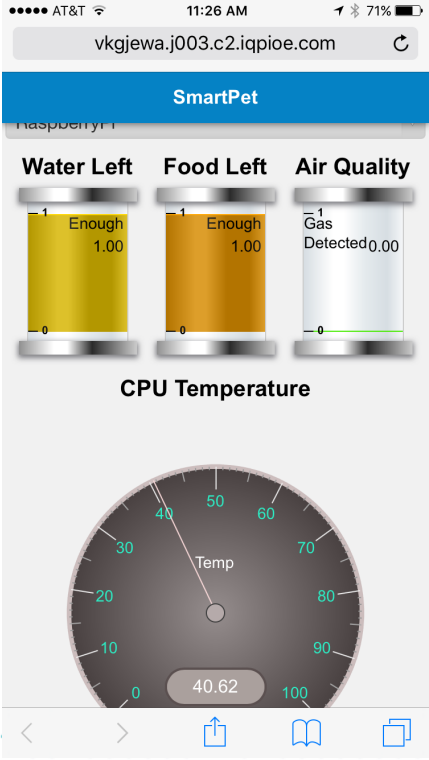 AT&T 11:26 AM 71%
vkgjewa.j003.c2.iqpioe.com
SmartPet
RaspberryPi
Water Left Food Left Air Quality
1 1 1
Enough Enough Gas
1.00 1.00 Detected 0.00
0 0 0
CPU Temperature
50
40 60
30 70
Temp
20 80
10 90
0 40.62 100